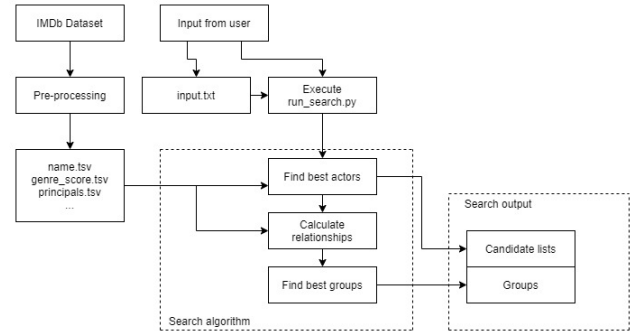 IMDb Dataset
Input from user
Pre-processing
input.txt
Execute
run_search.py
name.tsv
genre_score.tsv
principals.tsv
...
Find best actors
Calculate
relationships
Find best groups
Search algorithm
Search output
Candidate lists
Groups